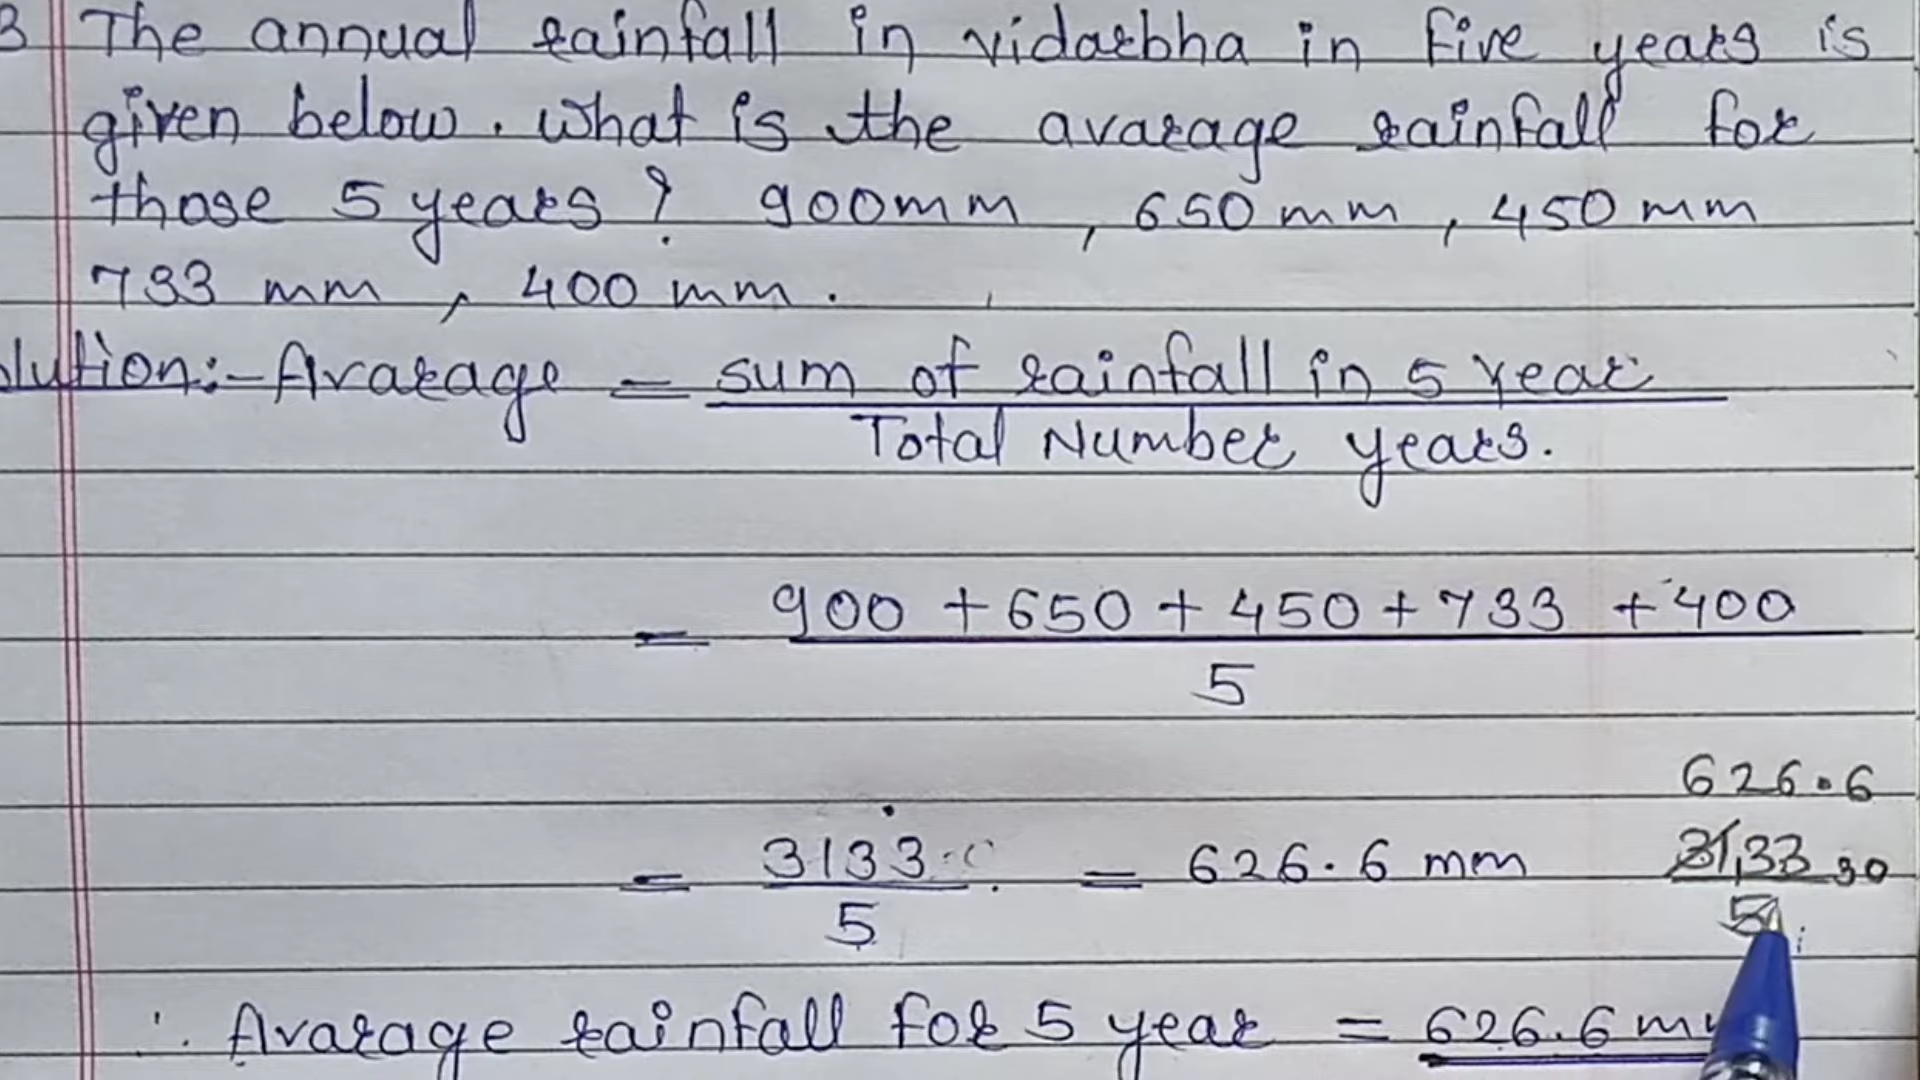 3 The annual rainfall in vidarbha in five years is
given below. What is the avarage rainfall for
those 5 years ? 900mm , 650 mm , 450 mm
733 mm , 400 mm .
lution:- Avarage = sum of rainfall in 5 Year
Total Number years.
= 900 + 650 + 450 + 733 + 400
5
626.6
= 3133 = 626.6 mm 3133 30
5 5
∴ Avarage rainfall for 5 year = 626.6 mm